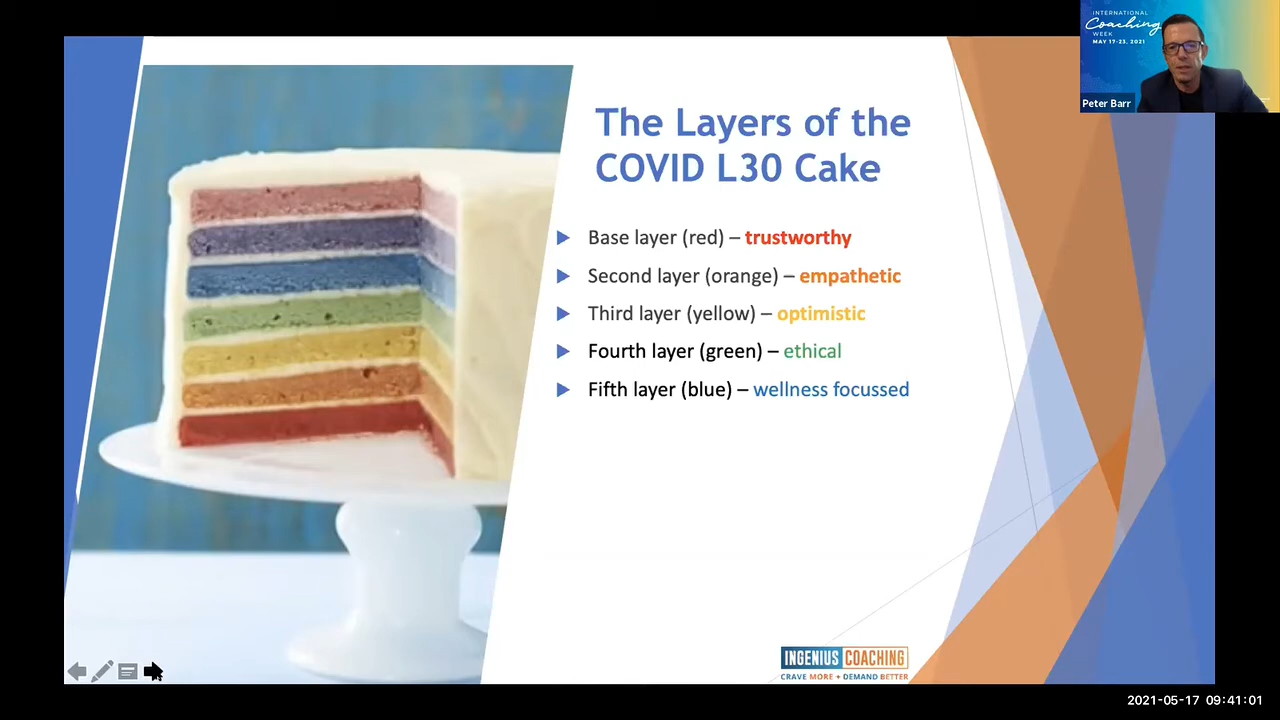 INTERNATIONAL
Coaching
WEEK
MAY 17-23, 2021
Peter Barr
The Layers of the
COVID L30 Cake
Base layer (red) – trustworthy
Second layer (orange) – empathetic
Third layer (yellow) – optimistic
Fourth layer (green) – ethical
Fifth layer (blue) – wellness focussed
INGENIUS COACHING
CRAVE MORE + DEMAND BETTER
2021-05-17 09:41:01